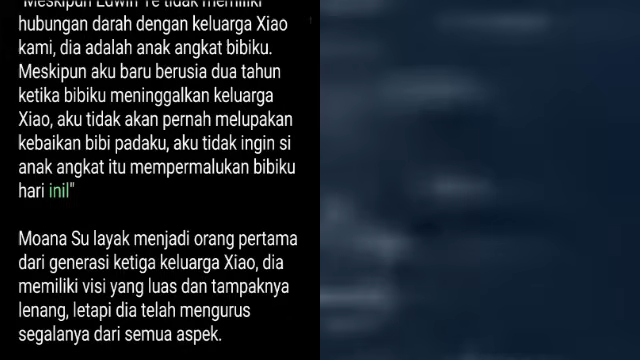 "Meskipun Edwin Ye tidak memiliki
hubungan darah dengan keluarga Xiao
kami, dia adalah anak angkat bibiku.
Meskipun aku baru berusia dua tahun
ketika bibiku meninggalkan keluarga
Xiao, aku tidak akan pernah melupakan
kebaikan bibi padaku, aku tidak ingin si
anak angkat itu mempermalukan bibiku
hari inil"
Moana Su layak menjadi orang pertama
dari generasi ketiga keluarga Xiao, dia
memiliki visi yang luas dan tampaknya
lenang, letapi dia telah mengurus
segalanya dari semua aspek.